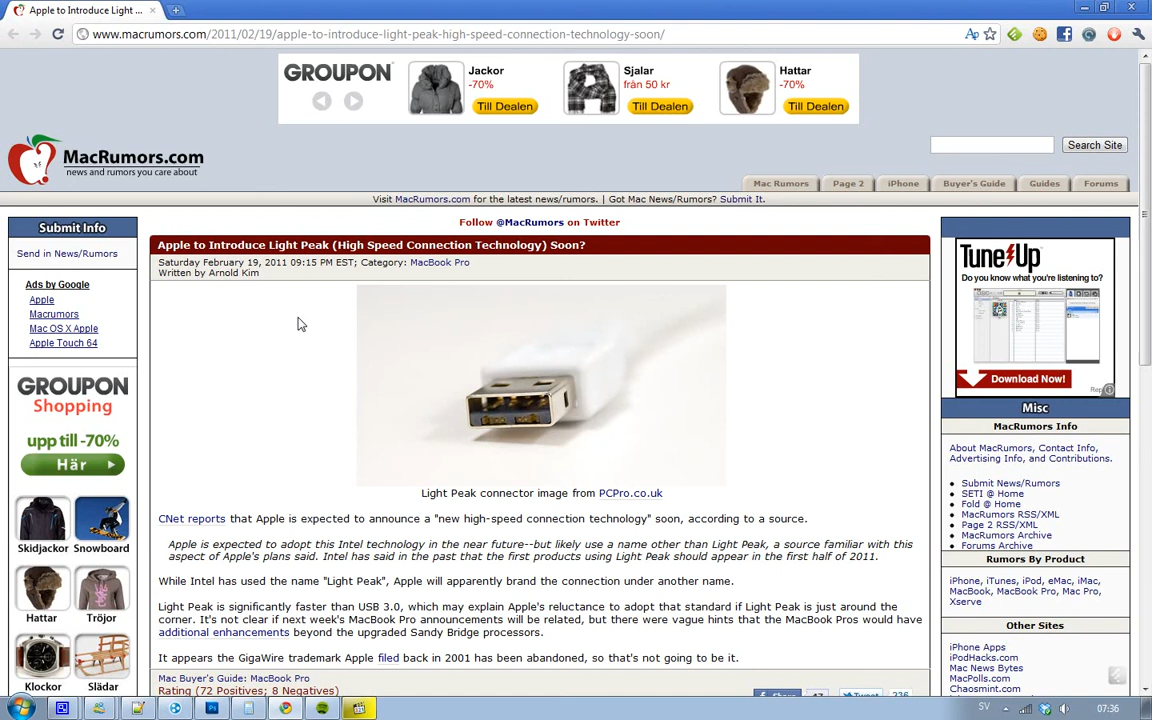 Apple to Introduce Light ...
www.macrumors.com/2011/02/19/apple-to-introduce-light-peak-high-speed-connection-technology-soon/
GROUPON
Jackor
-70%
Till Dealen
Sjalar
från 50 kr
Till Dealen
Hattar
-70%
Till Dealen
MacRumors.com
news and rumors you care about
Search Site
Mac Rumors
Page 2
iPhone
Buyer's Guide
Guides
Forums
Visit MacRumors.com for the latest news/rumors. | Got Mac News/Rumors? Submit It.
Submit Info
Send in News/Rumors
Ads by Google
Apple
Macrumors
Mac OS X Apple
Apple Touch 64
GROUPON
Shopping
upp till -70%
Här
Skidjackor
Snowboard
Hattar
Tröjor
Klockor
Slädar
Follow @MacRumors on Twitter
Apple to Introduce Light Peak (High Speed Connection Technology) Soon?
Saturday February 19, 2011 09:15 PM EST; Category: MacBook Pro
Written by Arnold Kim
Light Peak connector image from PCPro.co.uk
CNet reports that Apple is expected to announce a "new high-speed connection technology" soon, according to a source.
Apple is expected to adopt this Intel technology in the near future--but likely use a name other than Light Peak, a source familiar with this
aspect of Apple's plans said. Intel has said in the past that the first products using Light Peak should appear in the first half of 2011.
While Intel has used the name "Light Peak", Apple will apparently brand the connection under another name.
Light Peak is significantly faster than USB 3.0, which may explain Apple's reluctance to adopt that standard if Light Peak is just around the
corner. It's not clear if next week's MacBook Pro announcements will be related, but there were vague hints that the MacBook Pros would have
additional enhancements beyond the upgraded Sandy Bridge processors.
It appears the GigaWire trademark Apple filed back in 2001 has been abandoned, so that's not going to be it.
Mac Buyer's Guide: MacBook Pro
Rating (72 Positives; 8 Negatives)
Share
47
Tweet
236
TuneUp
Do you know what you're listening to?
Download Now!
Misc
MacRumors Info
About MacRumors, Contact Info,
Advertising Info, and Contributions.
Submit News/Rumors
SETI @ Home
Fold @ Home
MacRumors RSS/XML
Page 2 RSS/XML
MacRumors Archive
Forums Archive
Rumors By Product
iPhone, iTunes, iPod, eMac, iMac,
MacBook, MacBook Pro, Mac Pro,
Xserve
Other Sites
iPhone Apps
iPodHacks.com
Mac News Bytes
MacPolls.com
Chaosmint.com
SV
07:36